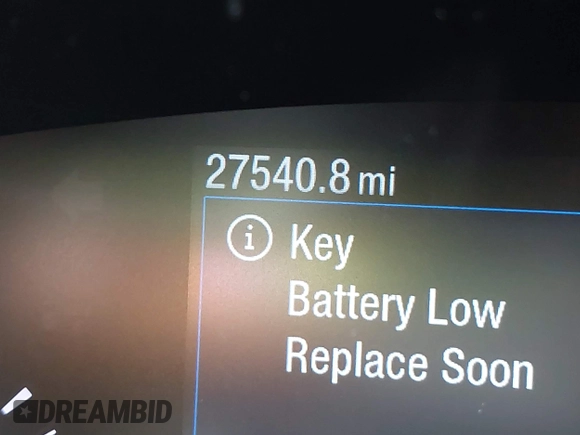 27540.8 mi
Key
Battery Low
Replace Soon
DREAMBID